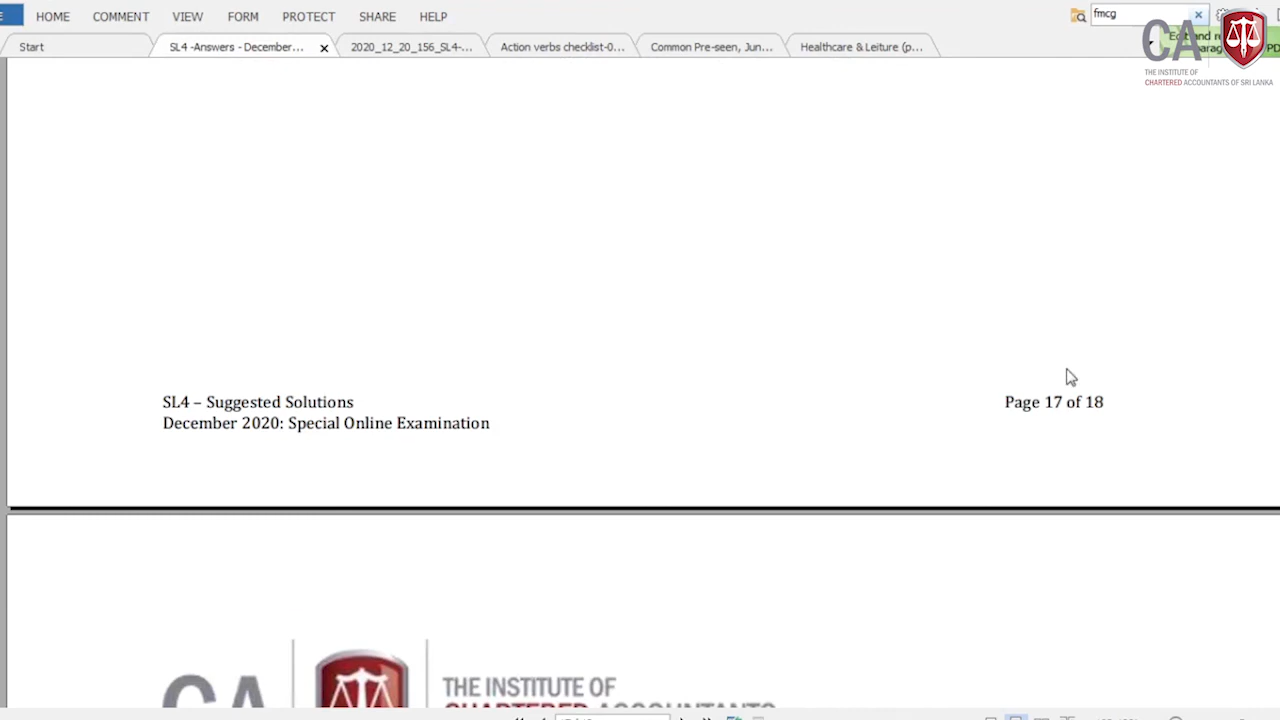 HOME COMMENT VIEW FORM PROTECT SHARE HELP fmcg
Start SL4 -Answers - December... 2020_12_20_156_SL4-... Action verbs checklist-0... Common Pre-seen, Jun... Healthcare & Leiture (p...
CA
THE INSTITUTE OF
CHARTERED ACCOUNTANTS OF SRI LANKA
SL4 – Suggested Solutions Page 17 of 18
December 2020: Special Online Examination
CA THE INSTITUTE OF
CHARTERED ACCOUNTANTS